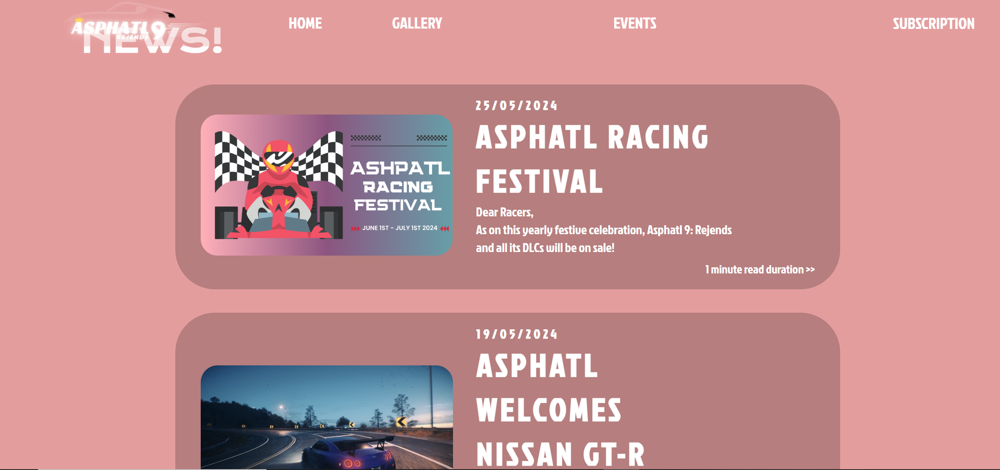 ASPHATL 9
REJENDS
NEWS!
HOME
GALLERY
EVENTS
SUBSCRIPTION
25/05/2024
ASPHATL RACING
FESTIVAL
Dear Racers,
As on this yearly festive celebration, Asphatl 9: Rejends
and all its DLCs will be on sale!
1 minute read duration >>
ASHPATL
RACING
FESTIVAL
JUNE 1ST - JULY 1ST 2024
19/05/2024
ASPHATL
WELCOMES
NISSAN GT-R